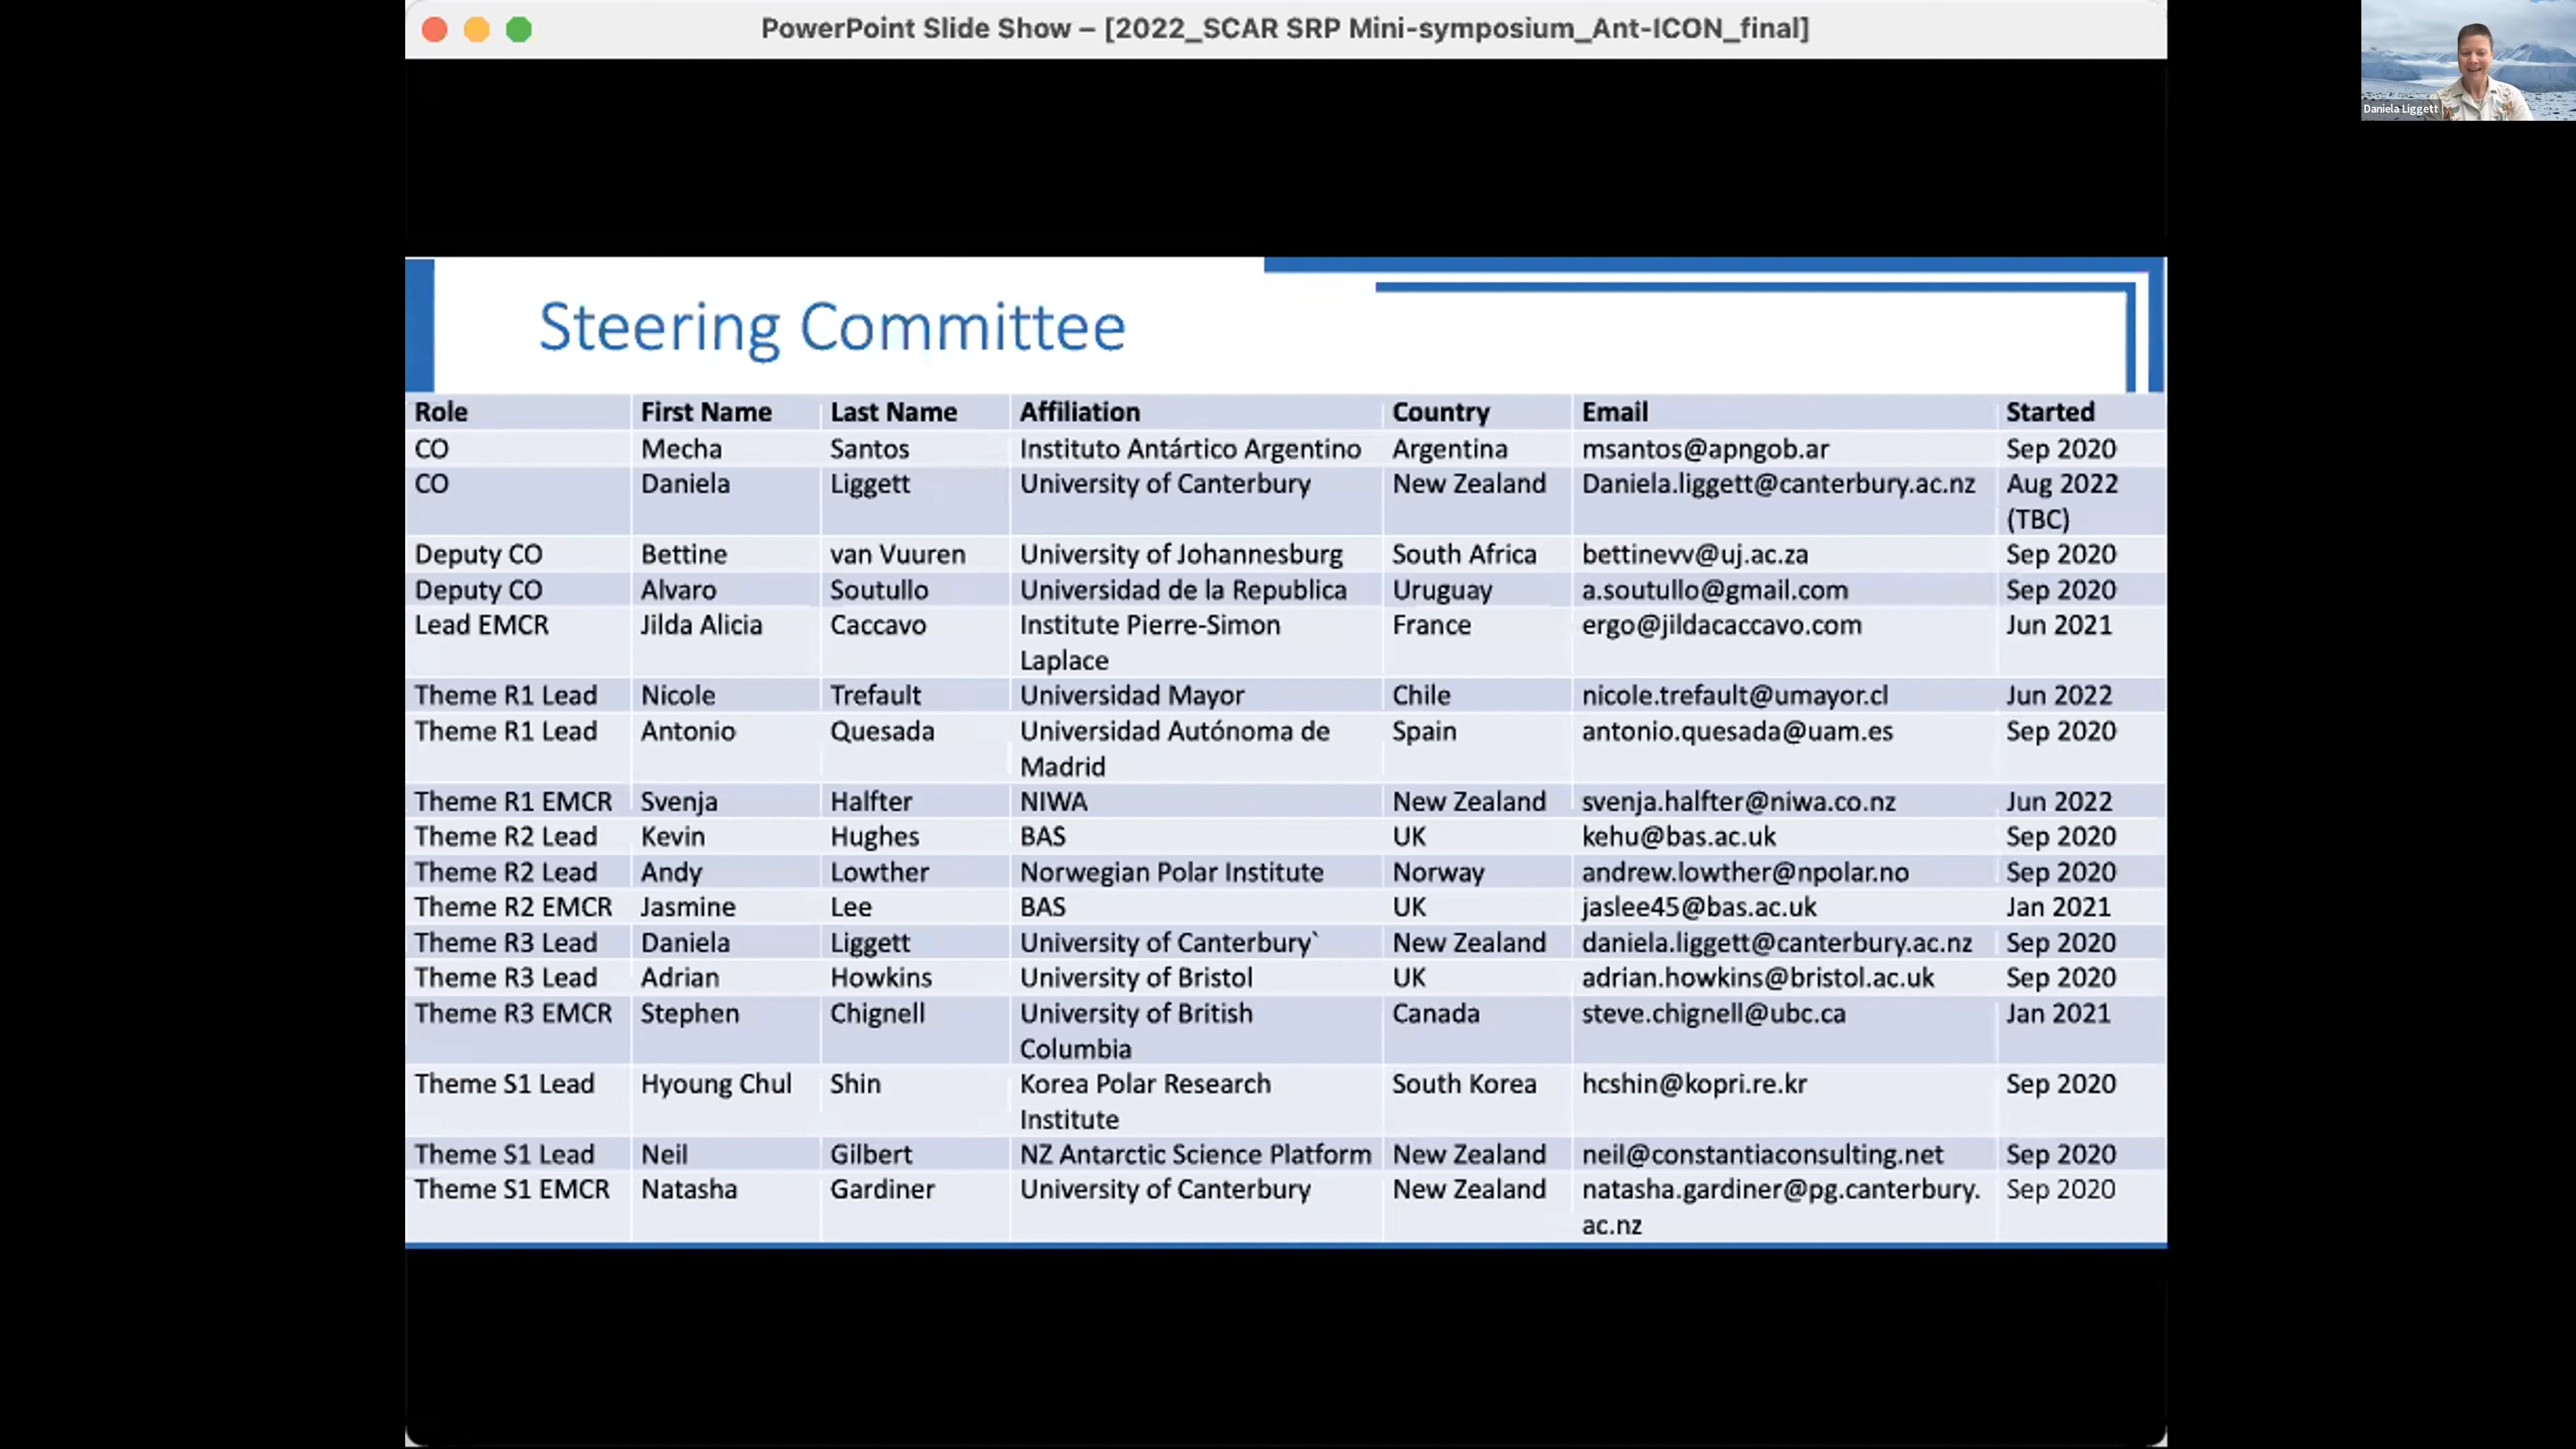 PowerPoint Slide Show – [2022_SCAR SRP Mini-symposium_Ant-ICON_final]
Daniela Liggett
Steering Committee
Role First Name Last Name Affiliation Country Email Started
CO Mecha Santos Instituto Antártico Argentino Argentina msantos@apngob.ar Sep 2020
CO Daniela Liggett University of Canterbury New Zealand Daniela.liggett@canterbury.ac.nz Aug 2022
(TBC)
Deputy CO Bettine van Vuuren University of Johannesburg South Africa bettinevv@uj.ac.za Sep 2020
Deputy CO Alvaro Soutullo Universidad de la Republica Uruguay a.soutullo@gmail.com Sep 2020
Lead EMCR Jilda Alicia Caccavo Institute Pierre-Simon France ergo@jildacaccavo.com Jun 2021
Laplace
Theme R1 Lead Nicole Trefault Universidad Mayor Chile nicole.trefault@umayor.cl Jun 2022
Theme R1 Lead Antonio Quesada Universidad Autónoma de Spain antonio.quesada@uam.es Sep 2020
Madrid
Theme R1 EMCR Svenja Halfter NIWA New Zealand svenja.halfter@niwa.co.nz Jun 2022
Theme R2 Lead Kevin Hughes BAS UK kehu@bas.ac.uk Sep 2020
Theme R2 Lead Andy Lowther Norwegian Polar Institute Norway andrew.lowther@npolar.no Sep 2020
Theme R2 EMCR Jasmine Lee BAS UK jaslee45@bas.ac.uk Jan 2021
Theme R3 Lead Daniela Liggett University of Canterbury` New Zealand daniela.liggett@canterbury.ac.nz Sep 2020
Theme R3 Lead Adrian Howkins University of Bristol UK adrian.howkins@bristol.ac.uk Sep 2020
Theme R3 EMCR Stephen Chignell University of British Canada steve.chignell@ubc.ca Jan 2021
Columbia
Theme S1 Lead Hyoung Chul Shin Korea Polar Research South Korea hcshin@kopri.re.kr Sep 2020
Institute
Theme S1 Lead Neil Gilbert NZ Antarctic Science Platform New Zealand neil@constantiaconsulting.net Sep 2020
Theme S1 EMCR Natasha Gardiner University of Canterbury New Zealand natasha.gardiner@pg.canterbury. Sep 2020
ac.nz